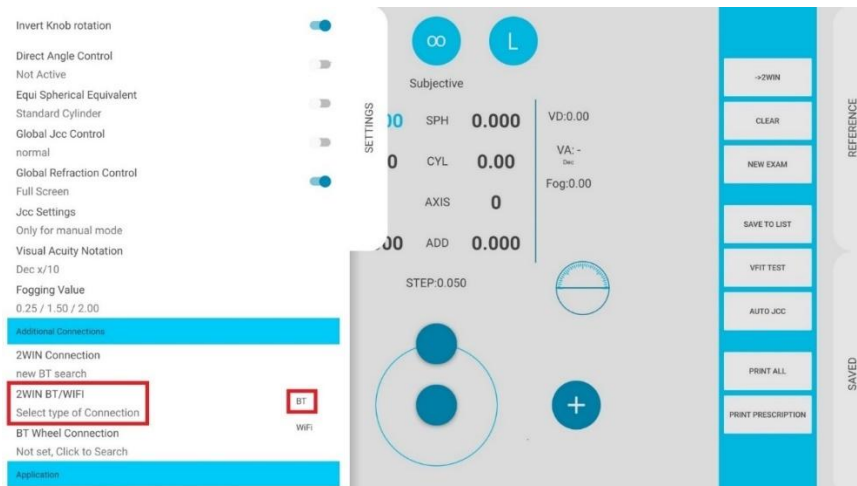 Invert Knob rotation
Direct Angle Control
Not Active
Equi Spherical Equivalent
Standard Cylinder
Global Jcc Control
normal
Global Refraction Control
Full Screen
Jcc Settings
Only for manual mode
Visual Acuity Notation
Dec x/10
Fogging Value
0.25 / 1.50 / 2.00
Additional Connections
2WIN Connection
new BT search
2WIN BT/WIFI
Select type of Connection
BT
WiFi
BT Wheel Connection
Not set, Click to Search
Application
SETTINGS
∞
L
Subjective
00 SPH 0.000
0 CYL 0.00
AXIS 0
00 ADD 0.000
VD:0.00
VA: -
Dec
Fog:0.00
STEP:0.050
+
->2WIN
CLEAR
NEW EXAM
SAVE TO LIST
VFIT TEST
AUTO JCC
PRINT ALL
PRINT PRESCRIPTION
REFERENCE
SAVED